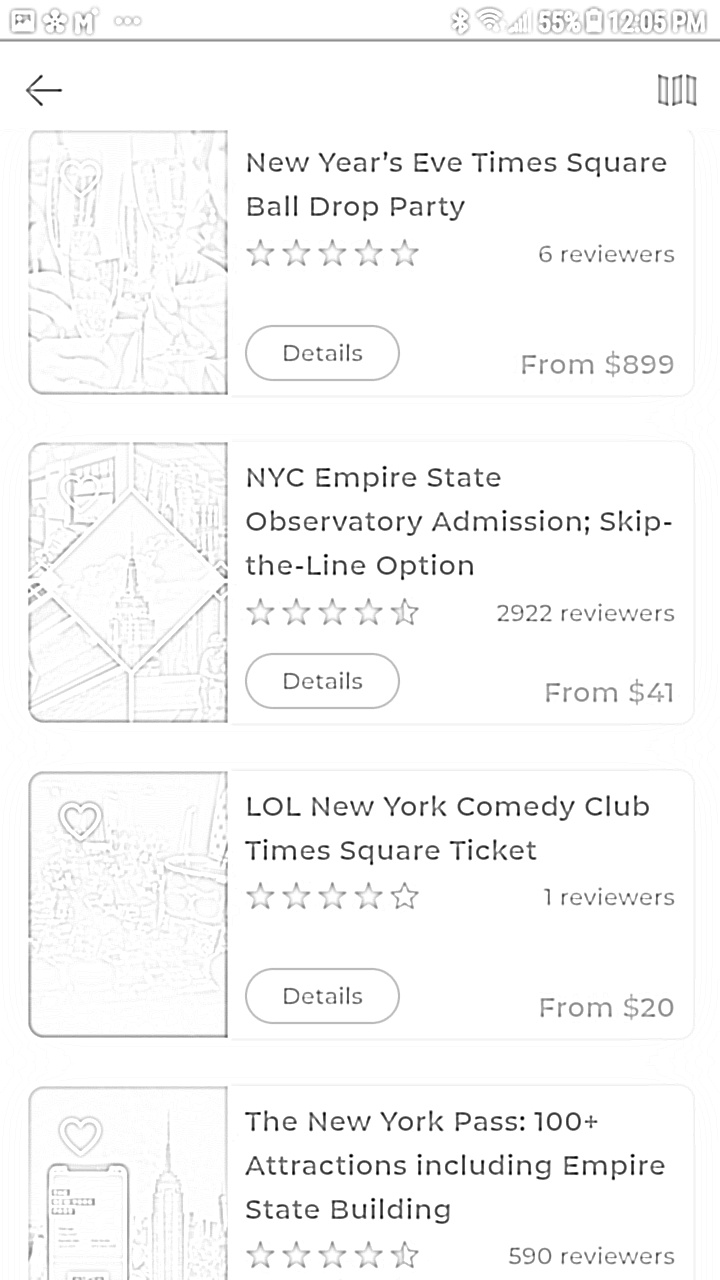 55% 12:05 PM
New Year's Eve Times Square
Ball Drop Party
6 reviewers
Details
From $899
NYC Empire State
Observatory Admission; Skip-
the-Line Option
2922 reviewers
Details
From $41
LOL New York Comedy Club
Times Square Ticket
1 reviewers
Details
From $20
The New York Pass: 100+
Attractions including Empire
State Building
590 reviewers